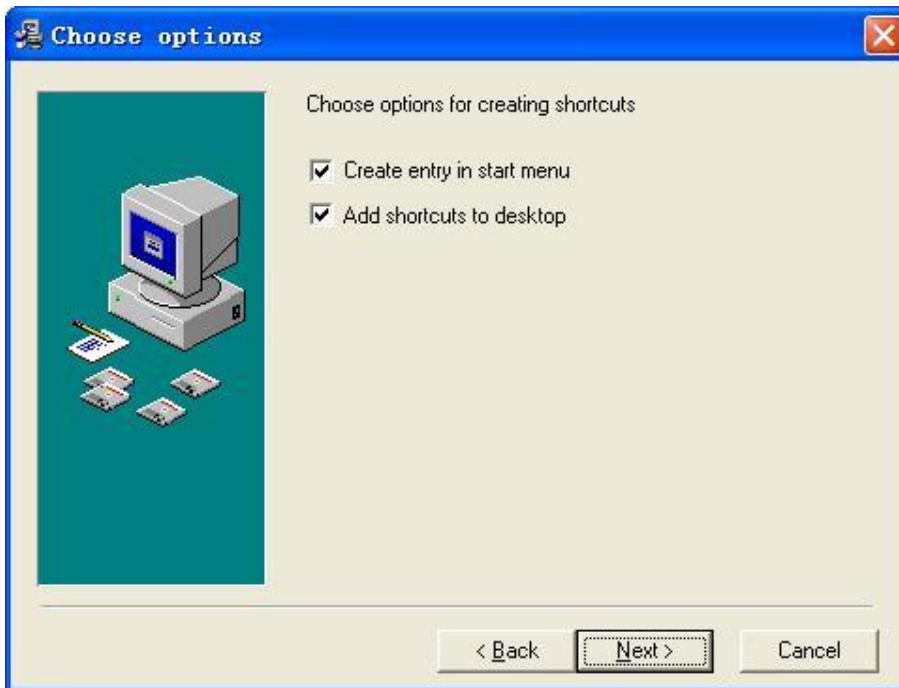 Choose options
Choose options for creating shortcuts
Create entry in start menu
Add shortcuts to desktop
< Back
Next >
Cancel